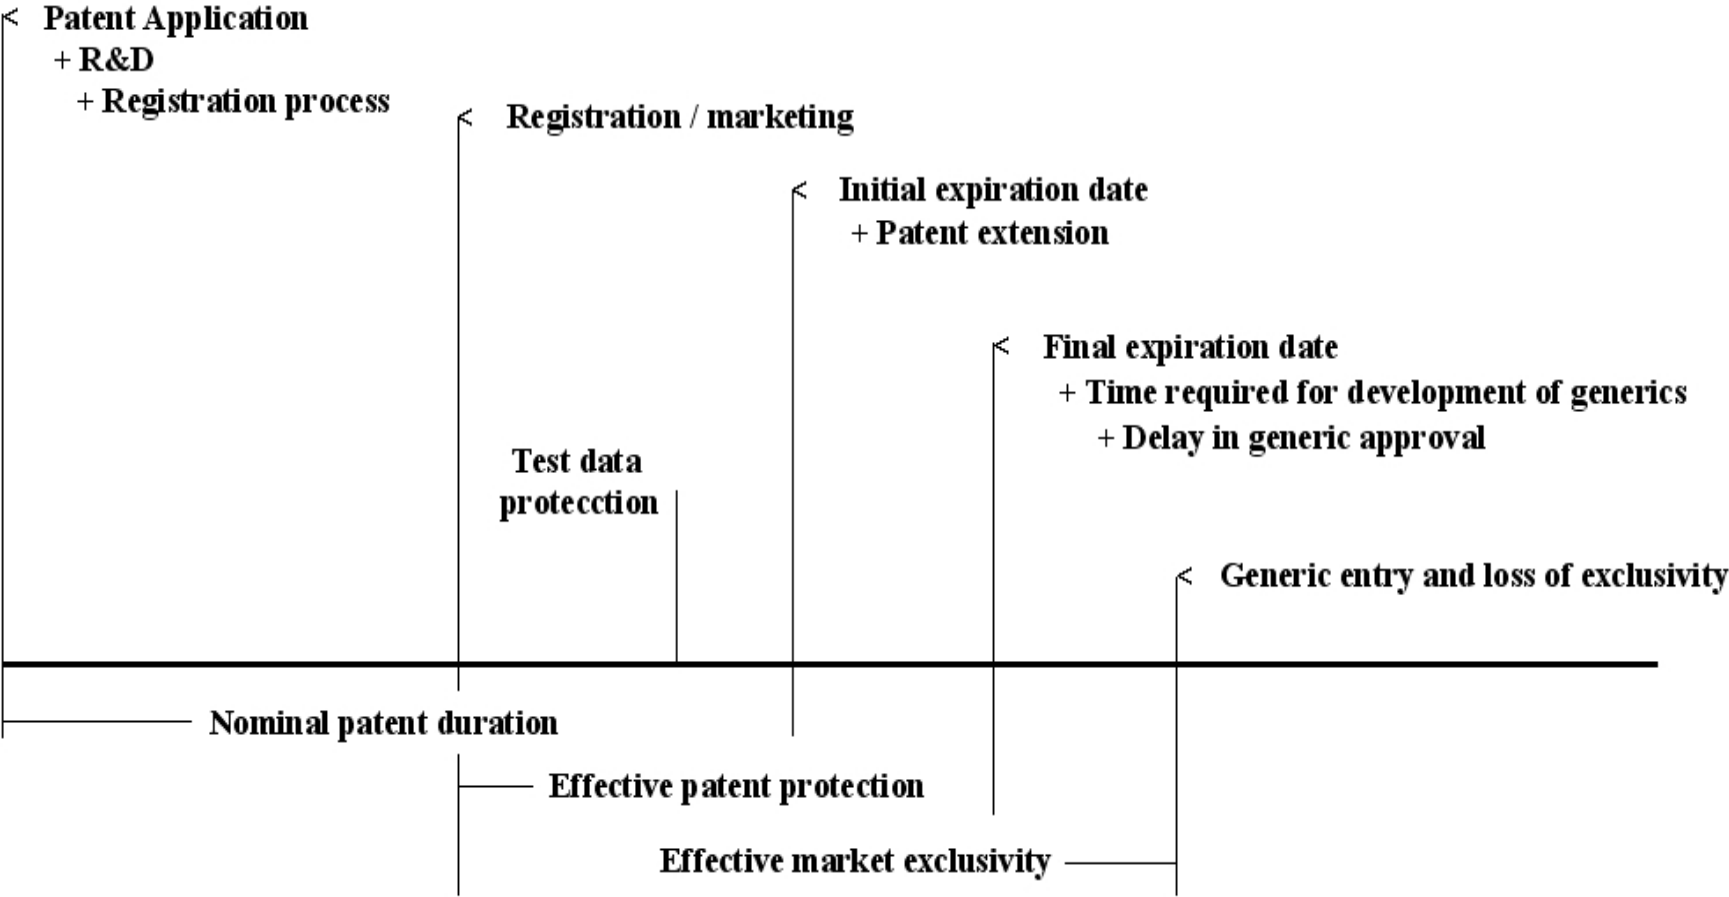 Patent Application
+ R&D
+ Registration process
Registration / marketing
Initial expiration date
+ Patent extension
Final expiration date
+ Time required for development of generics
+ Delay in generic approval
Test data
protecction
Generic entry and loss of exclusivity
Nominal patent duration
Effective patent protection
Effective market exclusivity